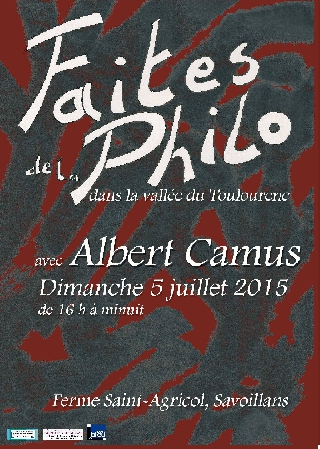 Faites
de la Philo
dans la vallée du Toulourenc
avec Albert Camus
Dimanche 5 juillet 2015
de 16 h à minuit
Ferme Saint-Agricol, Savoillans